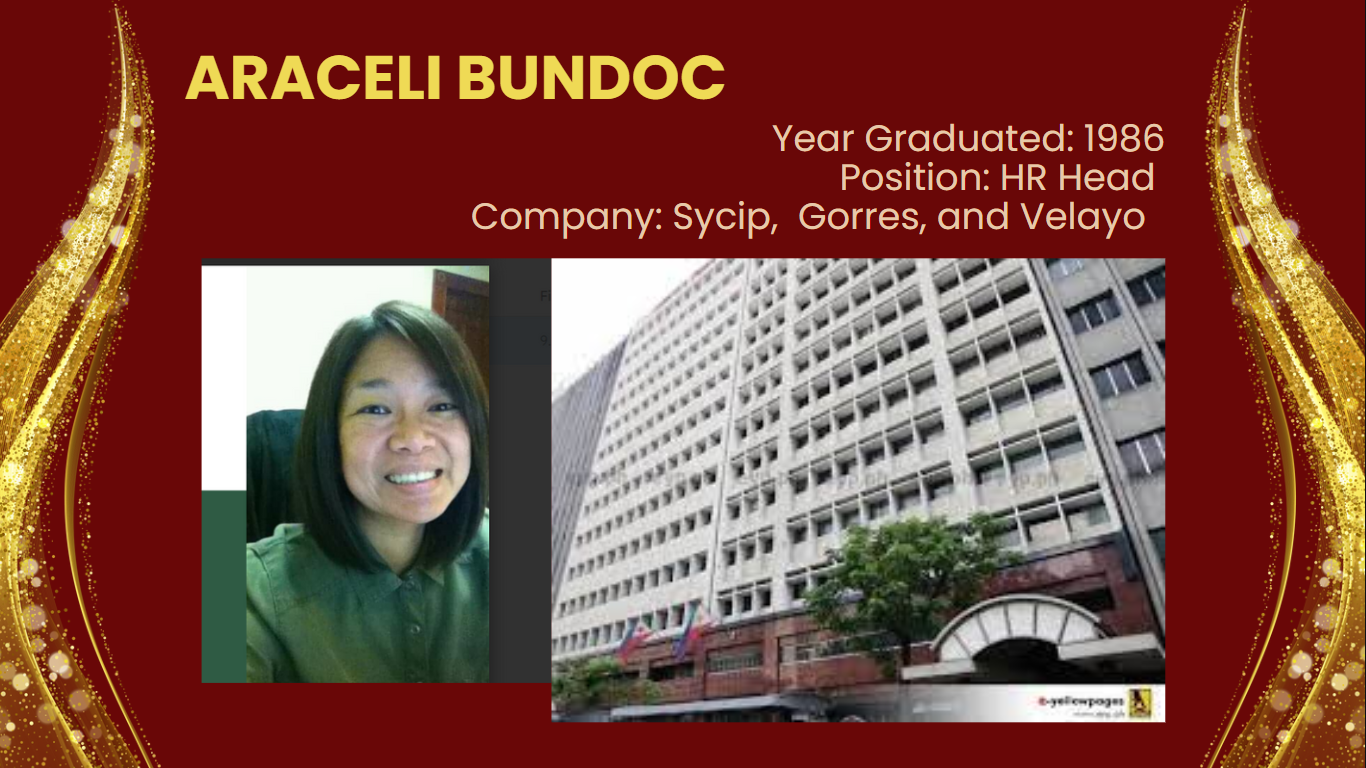 ARACELI BUNDOC
Year Graduated: 1986
Position: HR Head
Company: Sycip, Gorres, and Velayo
e-yellowpages